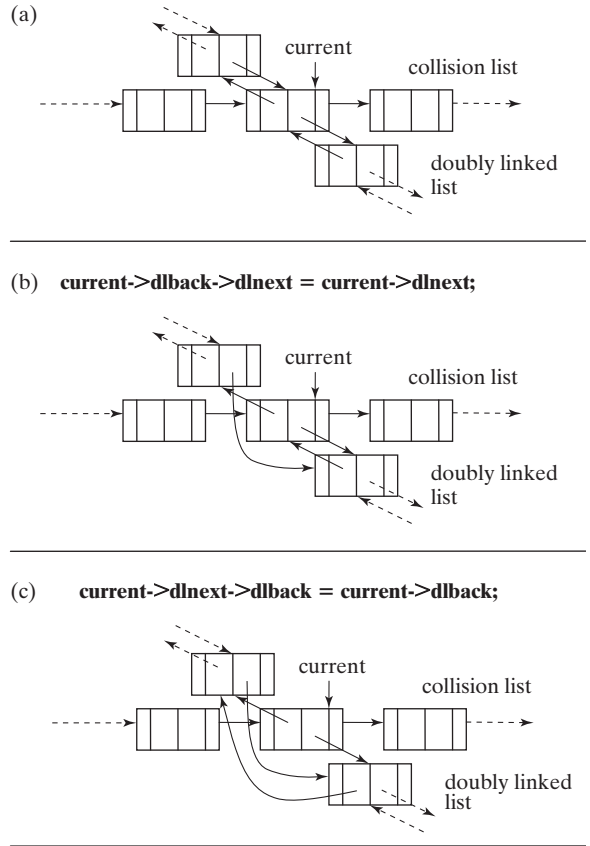 (a)
current
collision list
doubly linked
list
(b) current->dlback->dlnext = current->dlnext;
current
collision list
doubly linked
list
(c) current->dlnext->dlback = current->dlback;
current
collision list
doubly linked
list